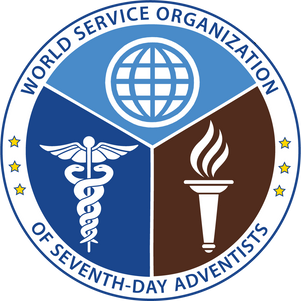 WORLD SERVICE ORGANIZATION
OF SEVENTH-DAY ADVENTISTS